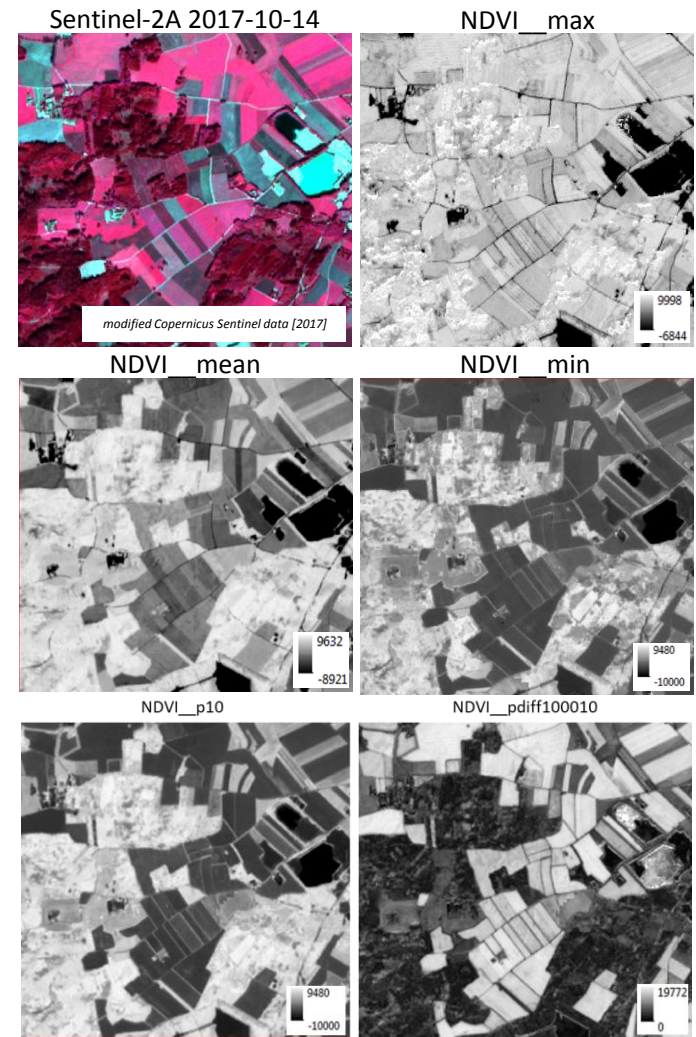 Sentinel-2A 2017-10-14
NDVI__max
modified Copernicus Sentinel data [2017]
9998
-6844
NDVI__mean
NDVI__min
9632
-8921
9480
-10000
NDVI__p10
NDVI__pdiff100010
9480
-10000
19772
0